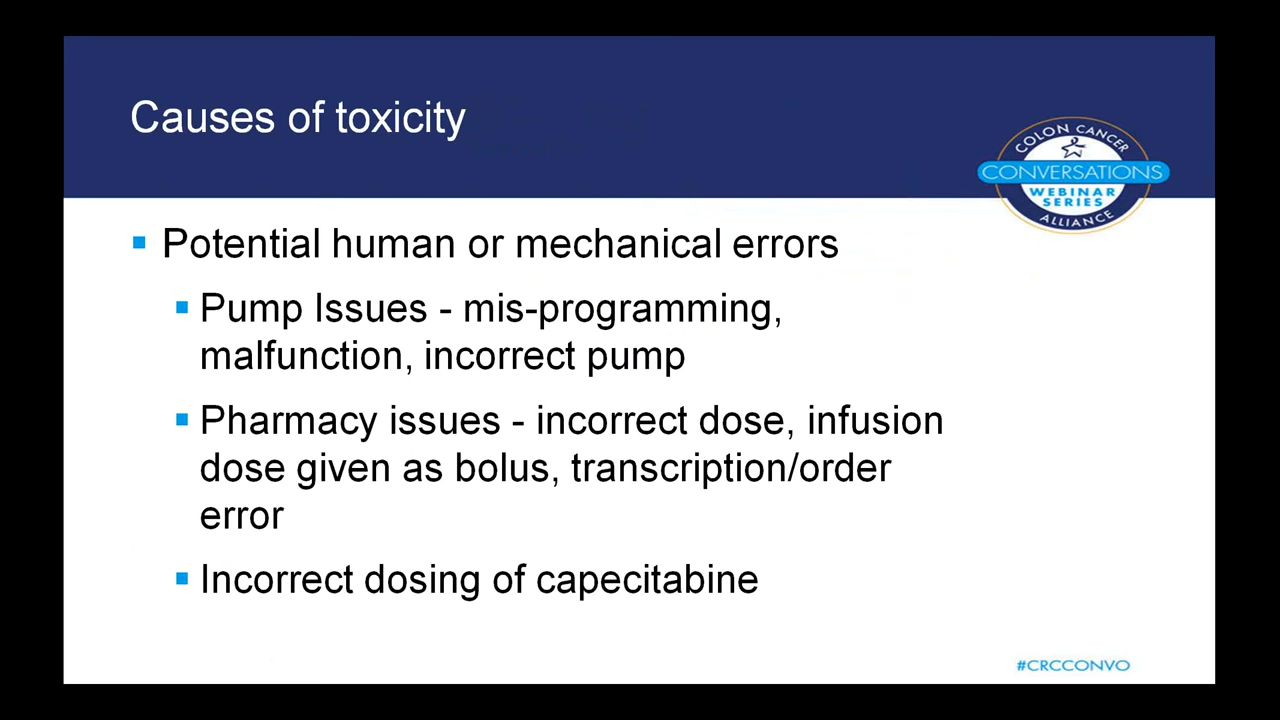 Causes of toxicity
COLON CANCER
CONVERSATIONS
WEBINAR
SERIES
ALLIANCE
Potential human or mechanical errors
Pump Issues - mis-programming,
malfunction, incorrect pump
Pharmacy issues - incorrect dose, infusion
dose given as bolus, transcription/order
error
Incorrect dosing of capecitabine
#CRCCONVO